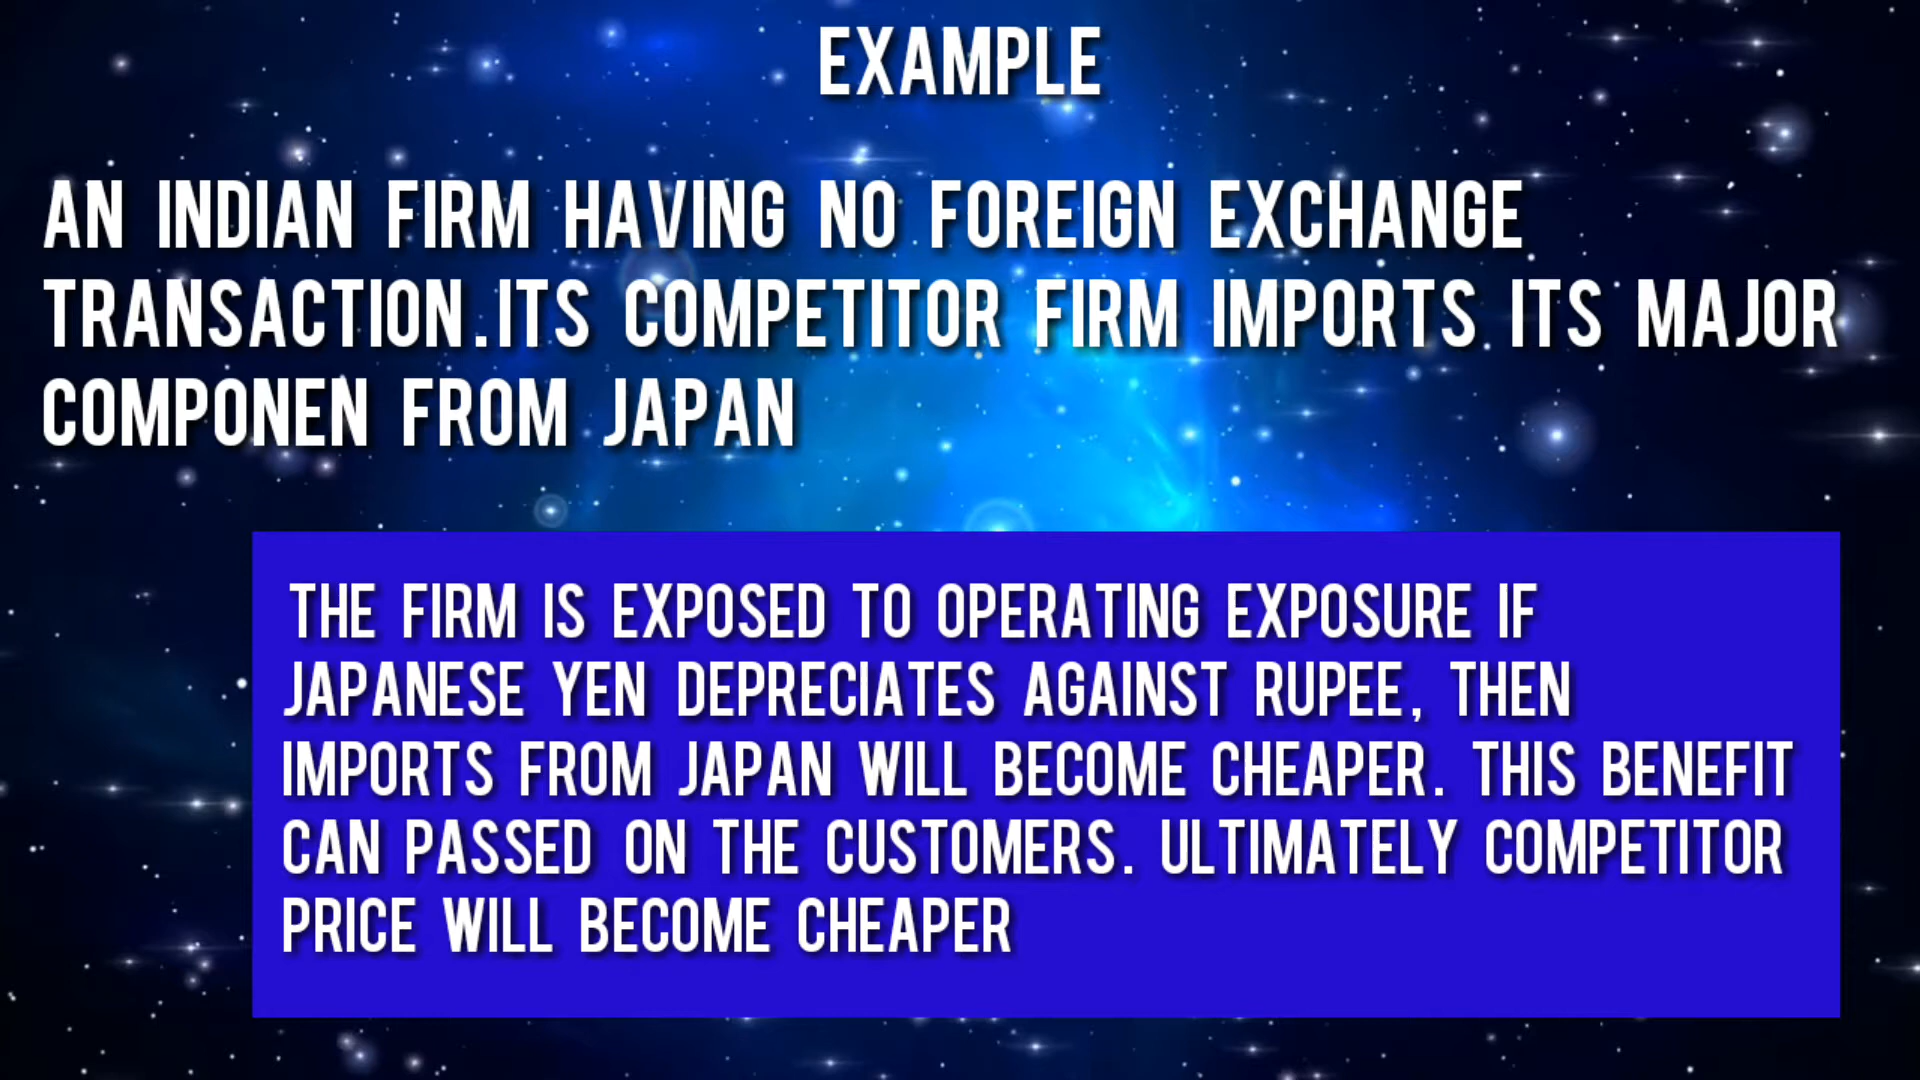 EXAMPLE
AN INDIAN FIRM HAVING NO FOREIGN EXCHANGE
TRANSACTION.ITS COMPETITOR FIRM IMPORTS ITS MAJOR
COMPONEN FROM JAPAN
THE FIRM IS EXPOSED TO OPERATING EXPOSURE IF
JAPANESE YEN DEPRECIATES AGAINST RUPEE, THEN
IMPORTS FROM JAPAN WILL BECOME CHEAPER. THIS BENEFIT
CAN PASSED ON THE CUSTOMERS. ULTIMATELY COMPETITOR
PRICE WILL BECOME CHEAPER